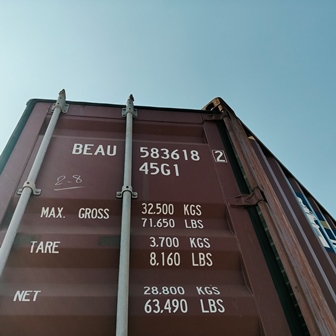 BEAU 583618 2
45G1
2-8
MAX. GROSS 32.500 KGS
71.650 LBS
TARE 3.700 KGS
8,160 LBS
NET 28.800 KGS
63,490 LBS